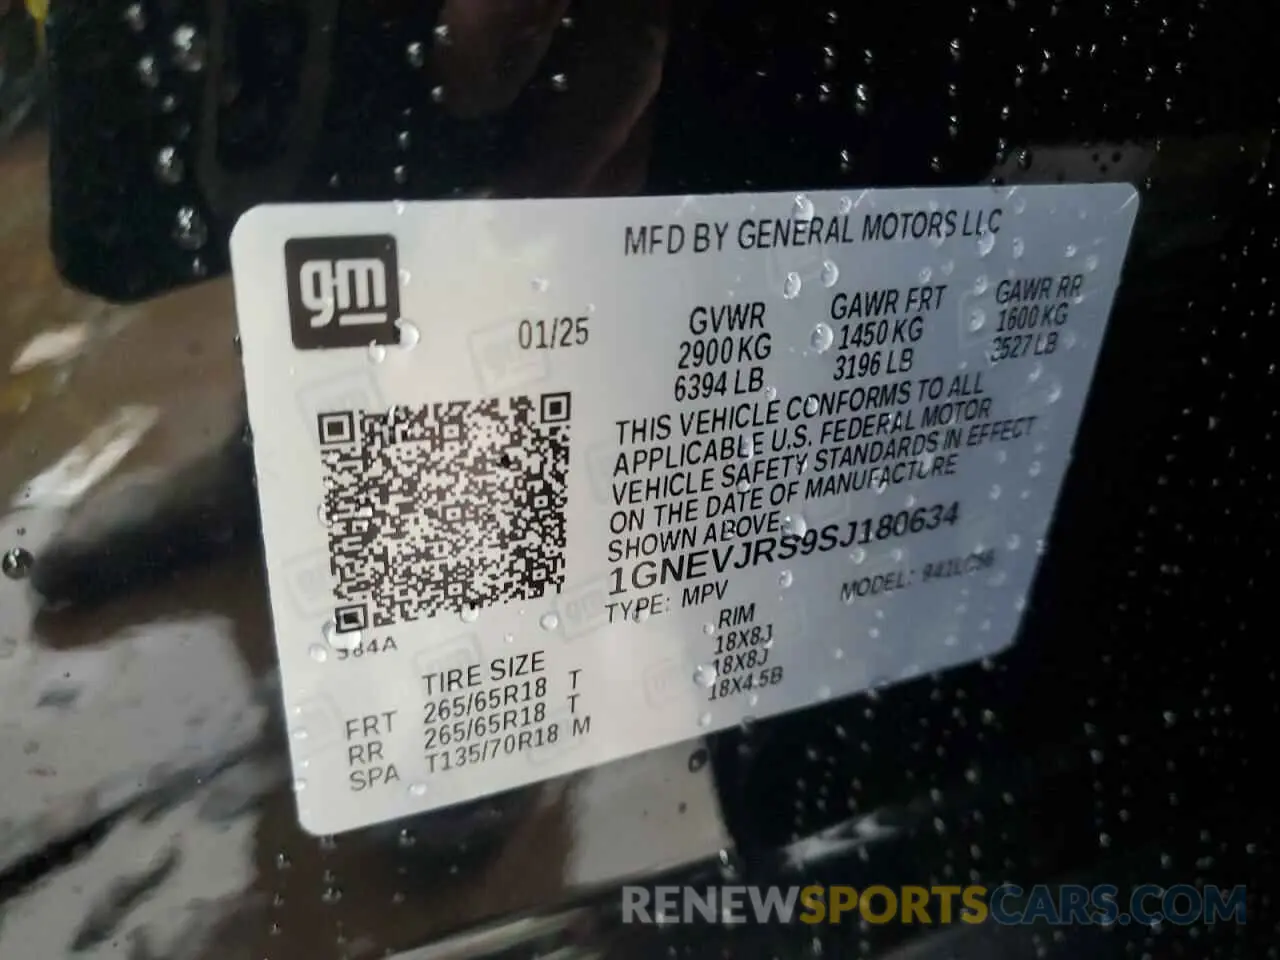 gm
MFD BY GENERAL MOTORS LLC
01/25
GVWR GAWR FRT GAWR RR
2900 KG 1450 KG 1600 KG
6394 LB 3196 LB 3527 LB
THIS VEHICLE CONFORMS TO ALL
APPLICABLE U.S. FEDERAL MOTOR
VEHICLE SAFETY STANDARDS IN EFFECT
ON THE DATE OF MANUFACTURE
SHOWN ABOVE.
1GNEVJRS9SJ180634
TYPE: MPV MODEL:
TIRE SIZE RIM
FRT 265/65R18 T 18X8J
RR 265/65R18 T 18X8J
SPA T135/70R18 M 18X4.5B
RENEWSPORTSCARS.COM